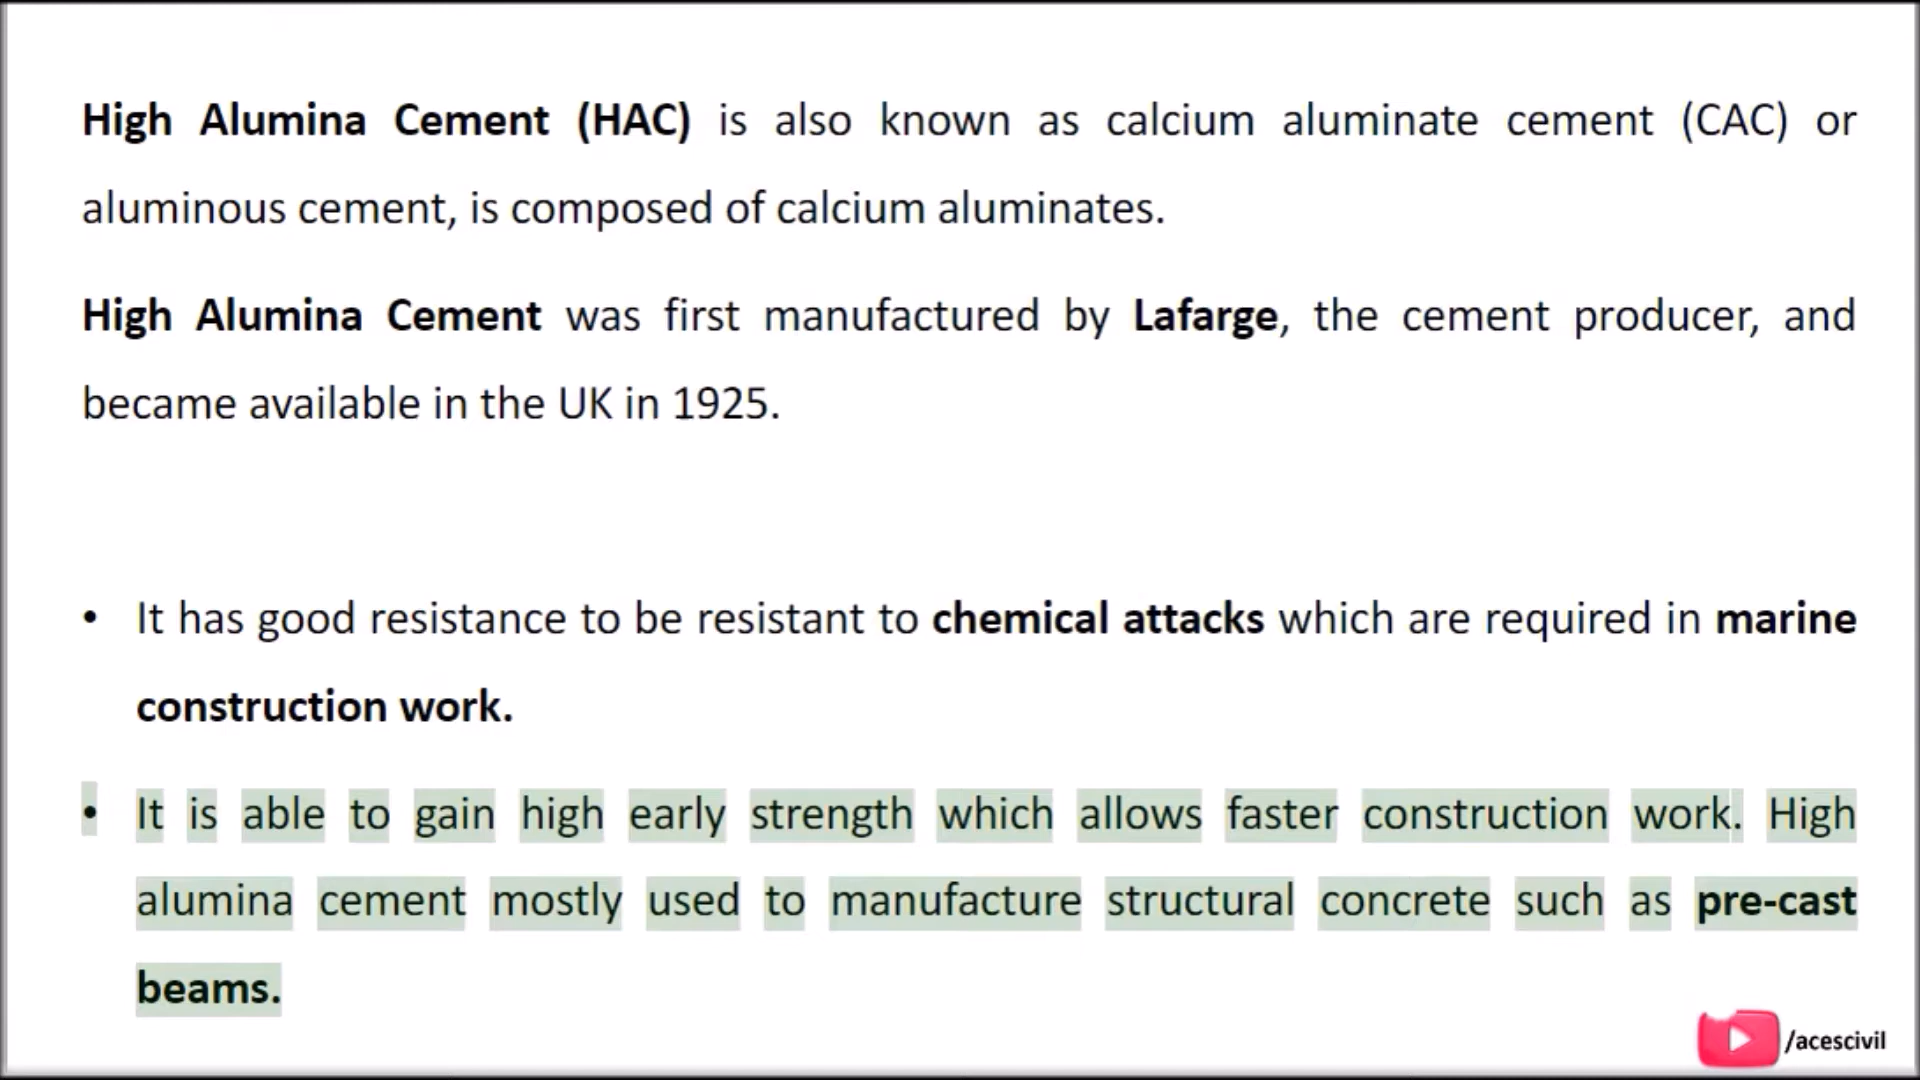 High Alumina Cement (HAC) is also known as calcium aluminate cement (CAC) or
aluminous cement, is composed of calcium aluminates.
High Alumina Cement was first manufactured by Lafarge, the cement producer, and
became available in the UK in 1925.
• It has good resistance to be resistant to chemical attacks which are required in marine
construction work.
• It is able to gain high early strength which allows faster construction work. High
alumina cement mostly used to manufacture structural concrete such as pre-cast
beams.
/acescivil